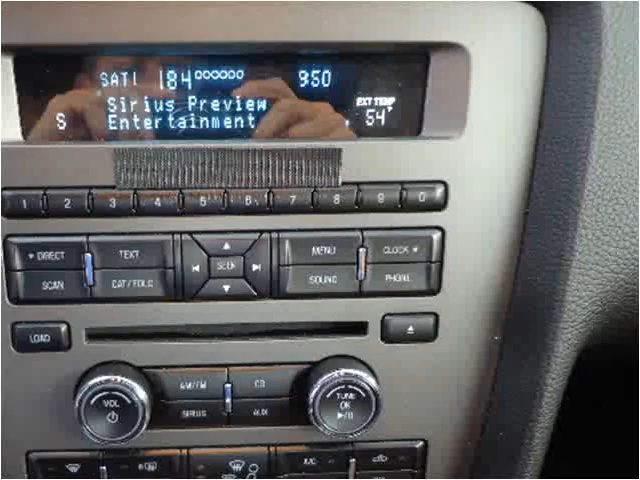 SAT1 184 950
Sirius Preview
EXT TEMP
S Entertainment 54°
1 2 3 4 5 6 7 8 9 0
DIRECT TEXT MENU CLOCK
SEEK
SCAN CAT/FOLD SOUND PHONE
LOAD
AM/FM CD
VOL TUNE
OK
SIRIUS AUX
A/C